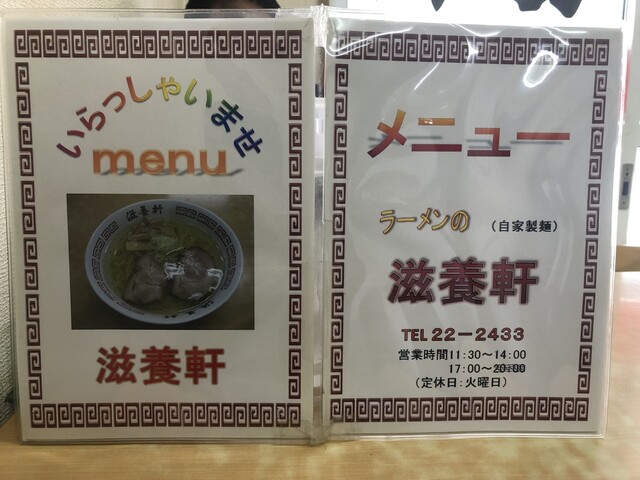 いらっしゃいませ
menu
滋養軒
滋養軒
メニュー
ラーメンの (自家製麺)
滋養軒
TEL 22-2433
営業時間11:30~14:00
17:00~20:00
(定休日:火曜日)